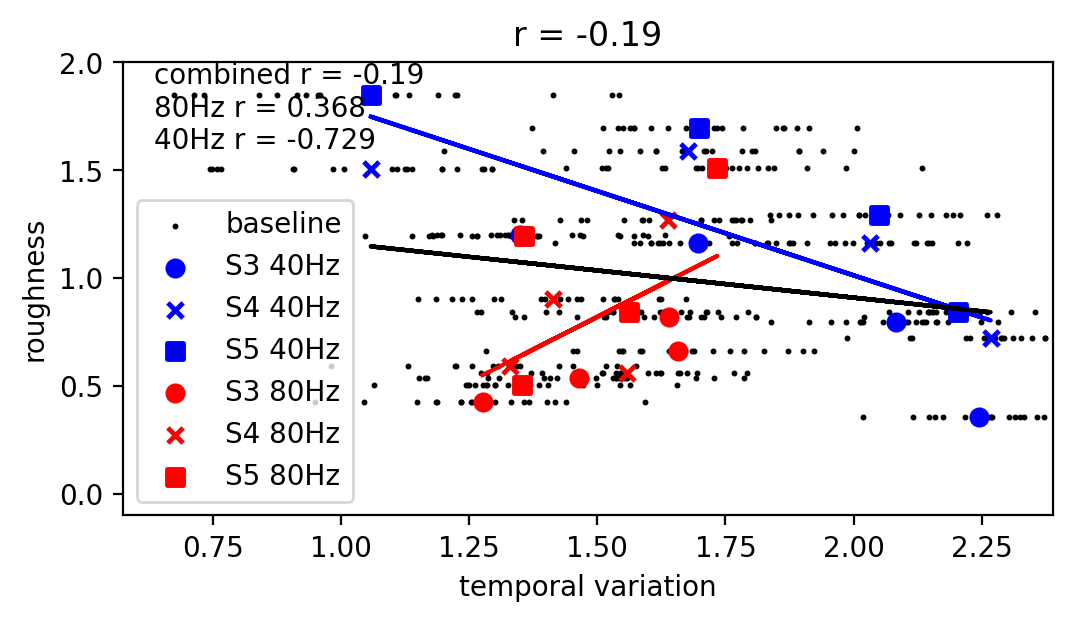 r = -0.19
combined r = -0.19
80Hz r = 0.368
40Hz r = -0.729
baseline
S3 40Hz
S4 40Hz
S5 40Hz
S3 80Hz
S4 80Hz
S5 80Hz
2.0
1.5
1.0
0.5
0.0
roughness
0.75 1.00 1.25 1.50 1.75 2.00 2.25
temporal variation